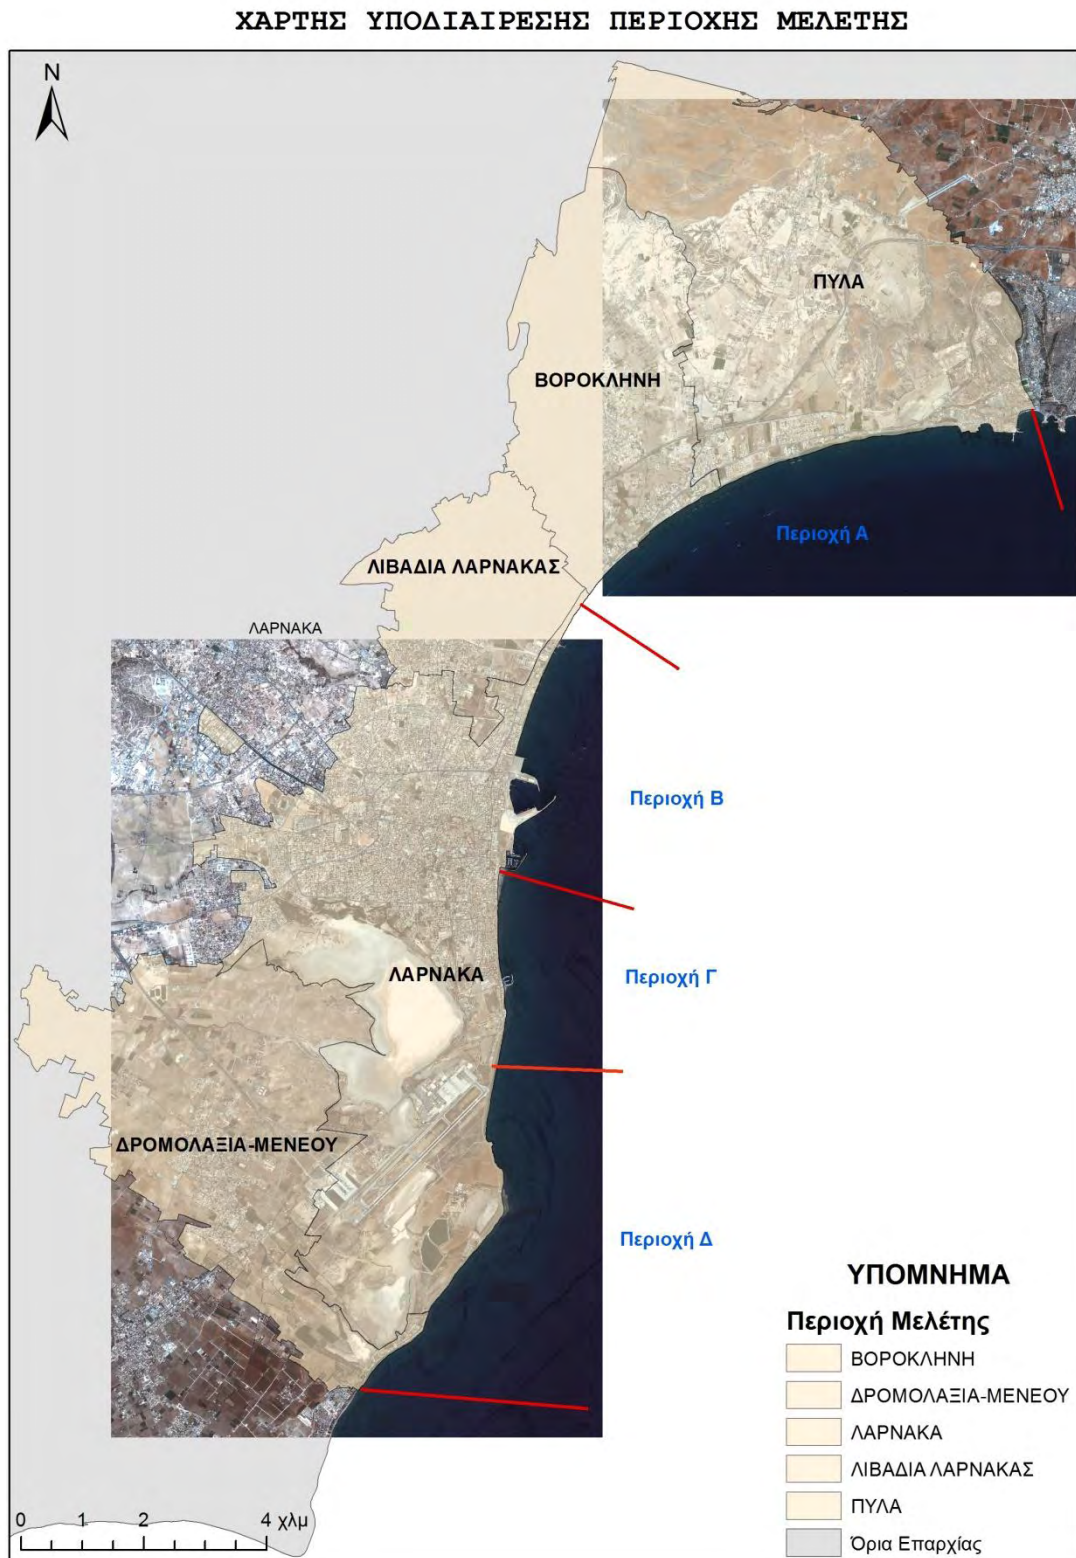 ΧΑΡΤΗΣ ΥΠΟΔΙΑΙΡΕΣΗΣ ΠΕΡΙΟΧΗΣ ΜΕΛΕΤΗΣ
N
ΠΥΛΑ
ΒΟΡΟΚΛΗΝΗ
Περιοχή Α
ΛΙΒΑΔΙΑ ΛΑΡΝΑΚΑΣ
ΛΑΡΝΑΚΑ
Περιοχή Β
ΛΑΡΝΑΚΑ
Περιοχή Γ
ΔΡΟΜΟΛΑΞΙΑ-ΜΕΝΕΟΥ
Περιοχή Δ
ΥΠΟΜΝΗΜΑ
Περιοχή Μελέτης
ΒΟΡΟΚΛΗΝΗ
ΔΡΟΜΟΛΑΞΙΑ-ΜΕΝΕΟΥ
ΛΑΡΝΑΚΑ
ΛΙΒΑΔΙΑ ΛΑΡΝΑΚΑΣ
ΠΥΛΑ
Όρια Επαρχίας
0 1 2 4 χλμ